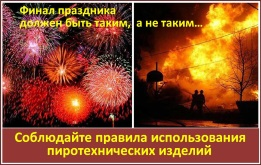 Финал праздника
должен быть таким, а не таким...
Соблюдайте правила использования
пиротехнических изделий